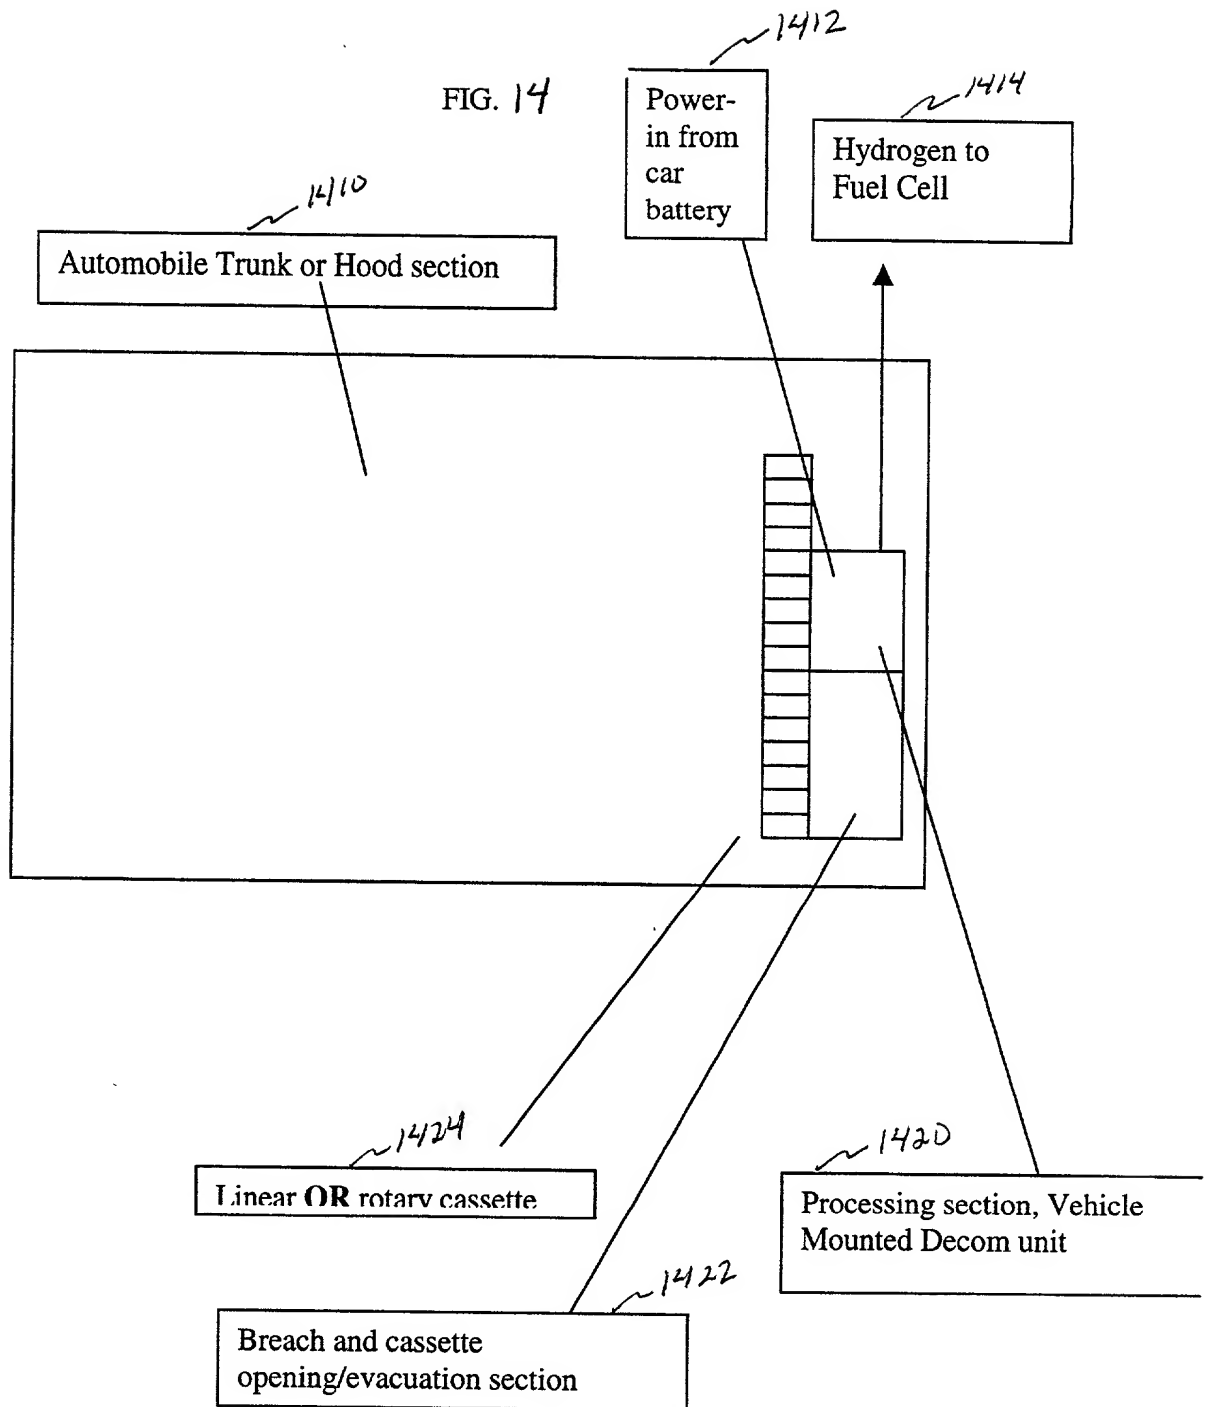 1412
FIG. 14
Power-
in from
car
battery
1414
Hydrogen to
Fuel Cell
1410
Automobile Trunk or Hood section
1424
Linear OR rotary cassette
1420
Processing section, Vehicle
Mounted Decom unit
1422
Breach and cassette
opening/evacuation section